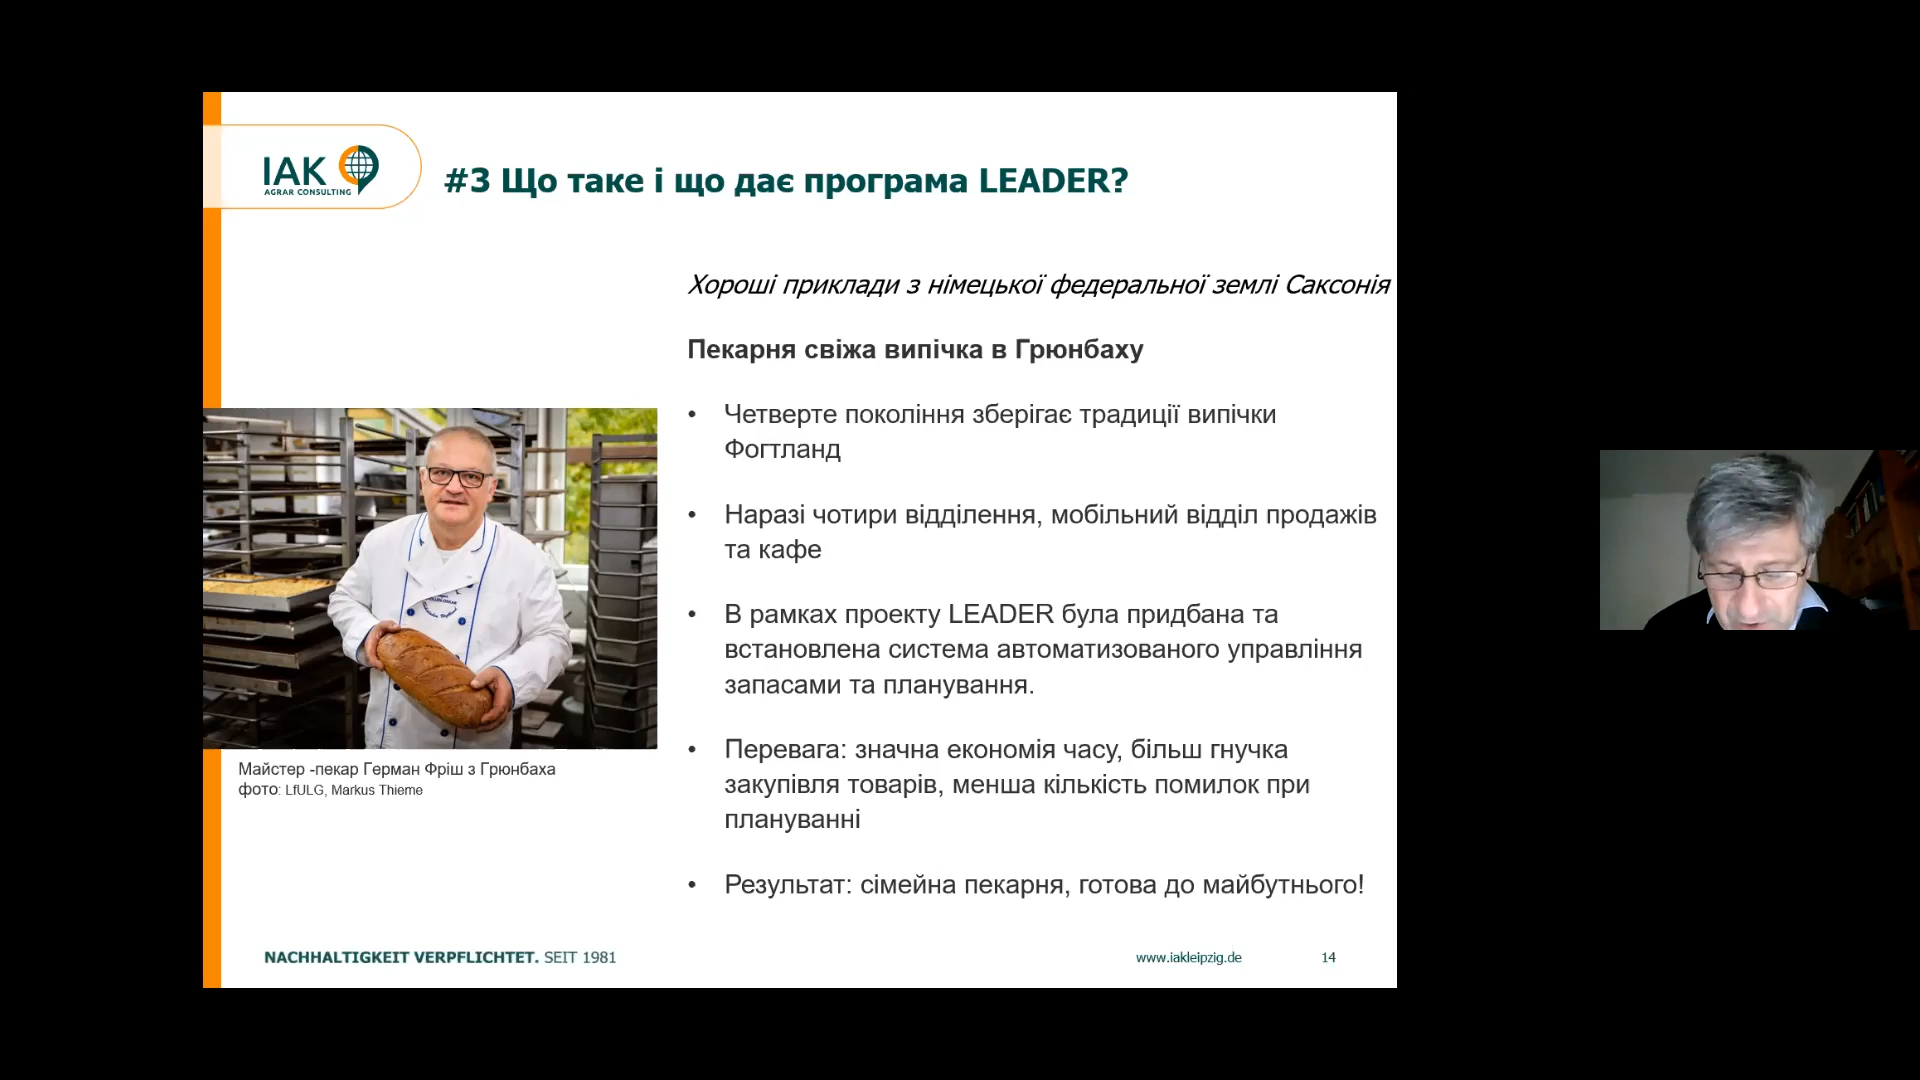 IAK
AGRAR CONSULTING
#3 Що таке і що дає програма LEADER?
Хороші приклади з німецької федеральної землі Саксонія
Пекарня свіжа випічка в Грюнбаху
• Четверте покоління зберігає традиції випічки
Фогтланд
• Наразі чотири відділення, мобільний відділ продажів
та кафе
• В рамках проекту LEADER була придбана та
встановлена система автоматизованого управління
запасами та планування.
• Перевага: значна економія часу, більш гнучка
закупівля товарів, менша кількість помилок при
плануванні
• Результат: сімейна пекарня, готова до майбутнього!
Майстер -пекар Герман Фріш з Грюнбаха
фото: LfULG, Markus Thieme
NACHHALTIGKEIT VERPFLICHTET. SEIT 1981
www.iakleipzig.de
14